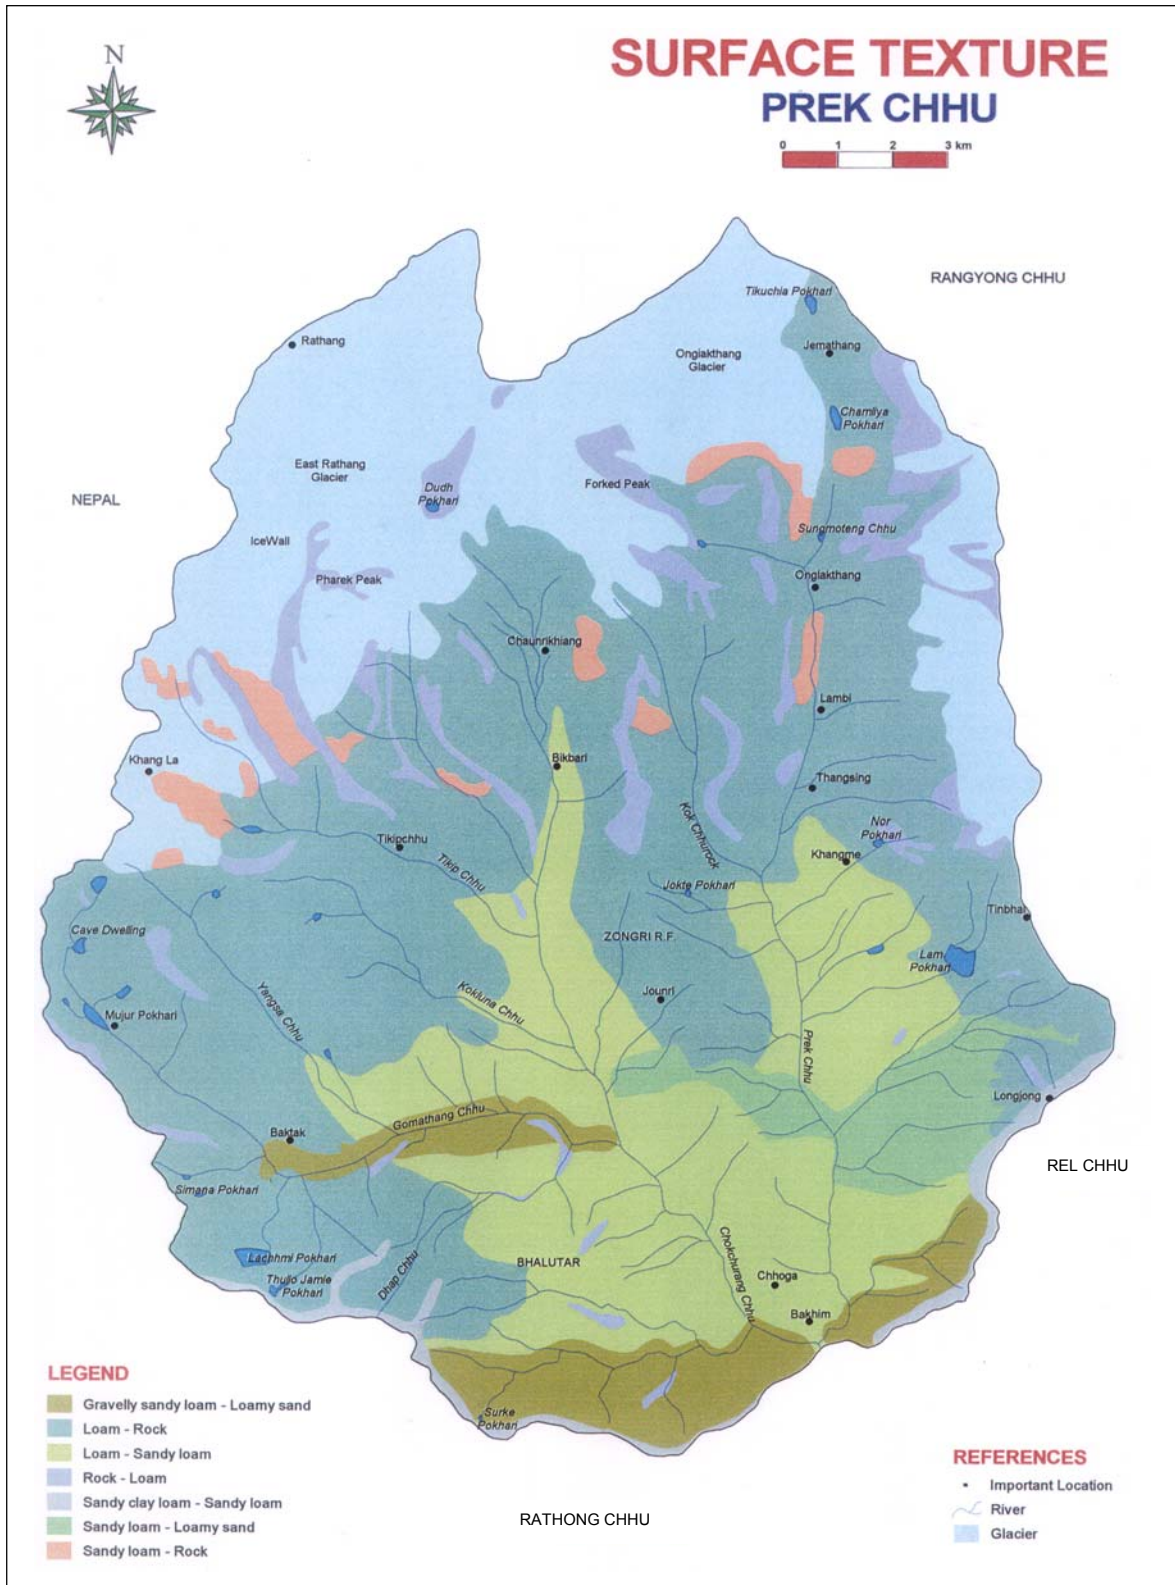 N
SURFACE TEXTURE
PREK CHHU
0 1 2 3 km
RANGYONG CHHU
Tikuchia Pokhari
Rathang
Jemathang
Onglakthang
Glacier
Chamliya
Pokhari
East Rathang
Glacier
Dudh
Pokhari
Forked Peak
NEPAL
Sungmoteng Chhu
IceWall
Pharek Peak
Onglakthang
Chaunrikhiang
Lambi
Khang La
Bikbari
Thangsing
Kok Chhurock
Nor
Pokhari
Tikipchhu
Tikip Chhu
Khangme
Jokte Pokhari
Tinbhai
Cave Dwelling
ZONGRI R.F.
Lam
Pokhari
Yangsa Chhu
Kokluna Chhu
Jounri
Mujur Pokhari
Prek Chhu
Longjong
Gomathang Chhu
Baktak
REL CHHU
Simana Pokhari
Lachhmi Pokhari
Thuljo Jamle
Pokhari
Dhap Chhu
BHALUTAR
Chokchurang Chhu
Chhoga
Bakhim
Surke
Pokhari
LEGEND
Gravelly sandy loam - Loamy sand
Loam - Rock
Loam - Sandy loam
Rock - Loam
Sandy clay loam - Sandy loam
Sandy loam - Loamy sand
Sandy loam - Rock
REFERENCES
Important Location
River
Glacier
RATHONG CHHU